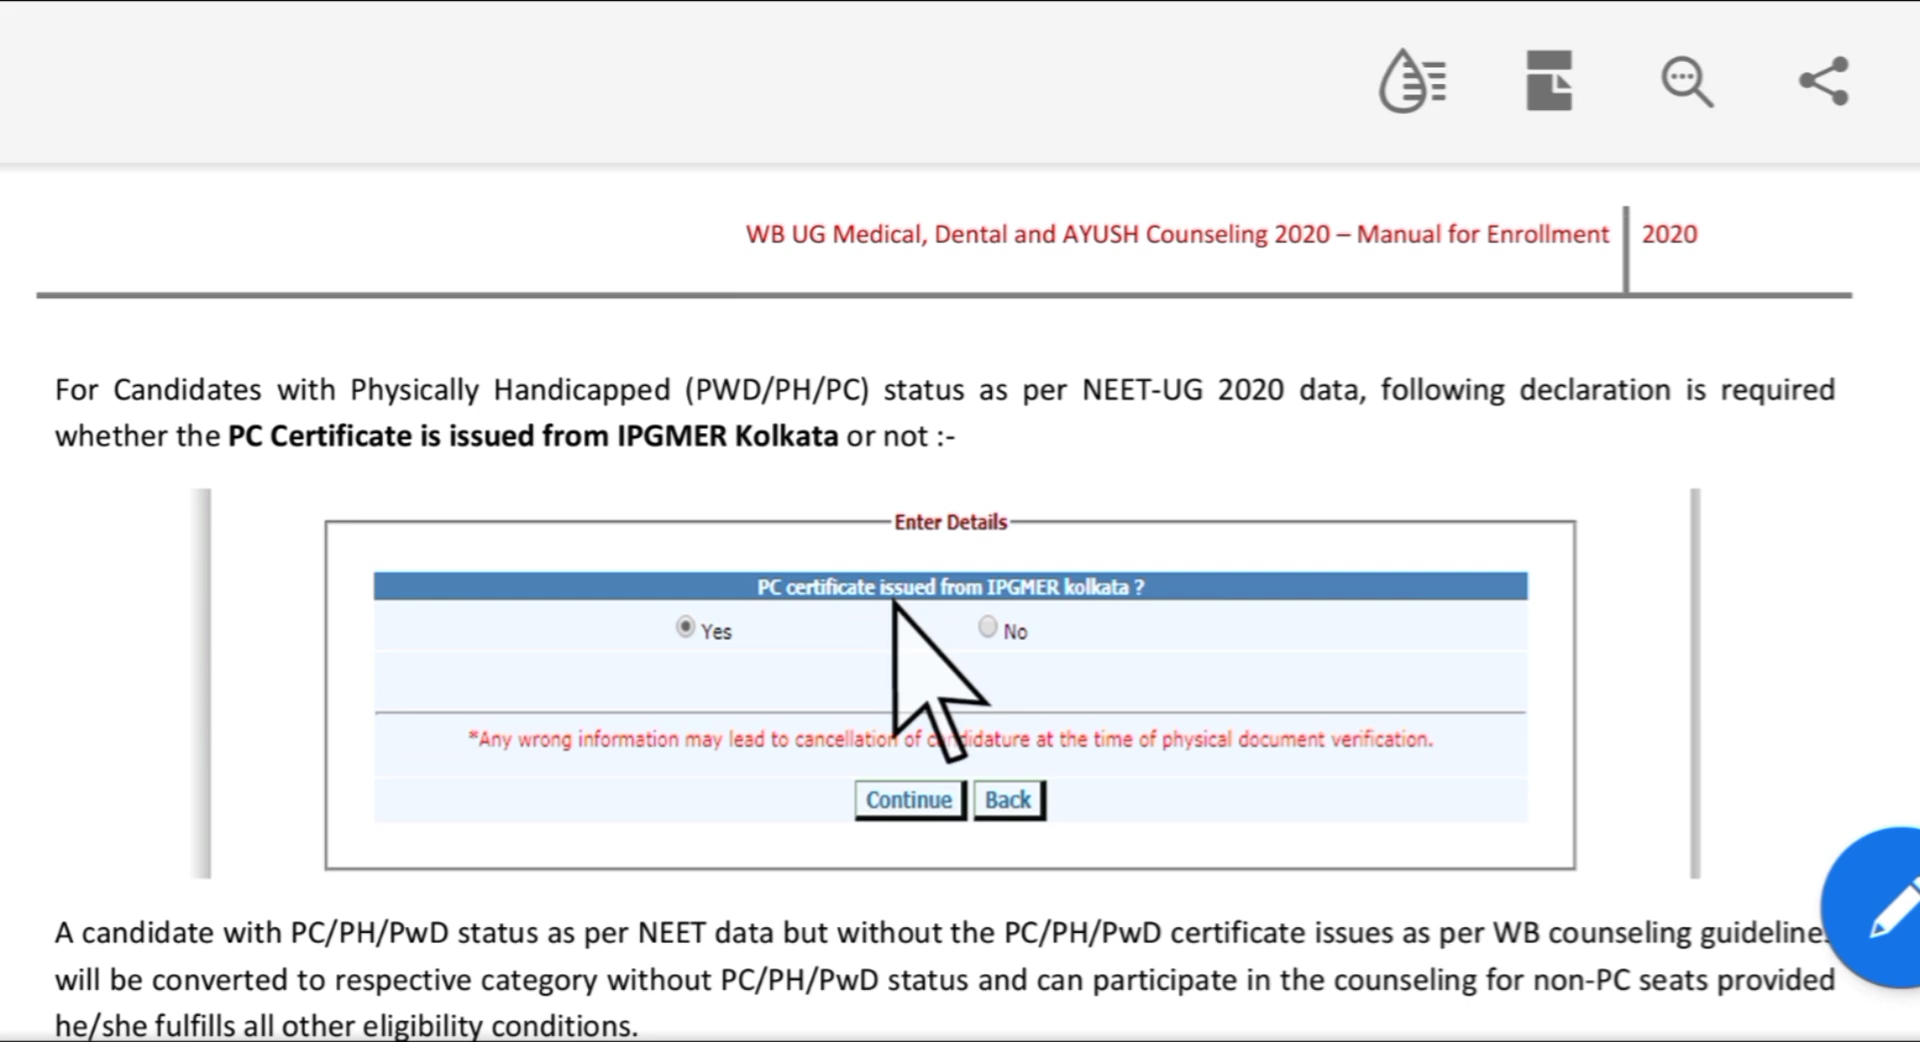 WB UG Medical, Dental and AYUSH Counseling 2020 – Manual for Enrollment 2020
For Candidates with Physically Handicapped (PWD/PH/PC) status as per NEET-UG 2020 data, following declaration is required
whether the PC Certificate is issued from IPGMER Kolkata or not :-
Enter Details
PC certificate issued from IPGMER kolkata ?
Yes No
*Any wrong information may lead to cancellation of candidature at the time of physical document verification.
Continue Back
A candidate with PC/PH/PwD status as per NEET data but without the PC/PH/PwD certificate issues as per WB counseling guidelines
will be converted to respective category without PC/PH/PwD status and can participate in the counseling for non-PC seats provided
he/she fulfills all other eligibility conditions.